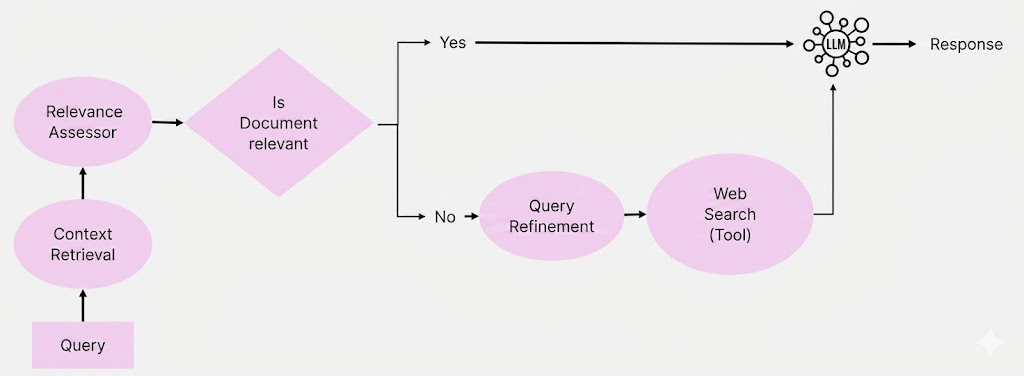 Yes
LLM
Response
Relevance
Assessor
Is
Document
relevant
No
Query
Refinement
Web
Search
(Tool)
Context
Retrieval
Query